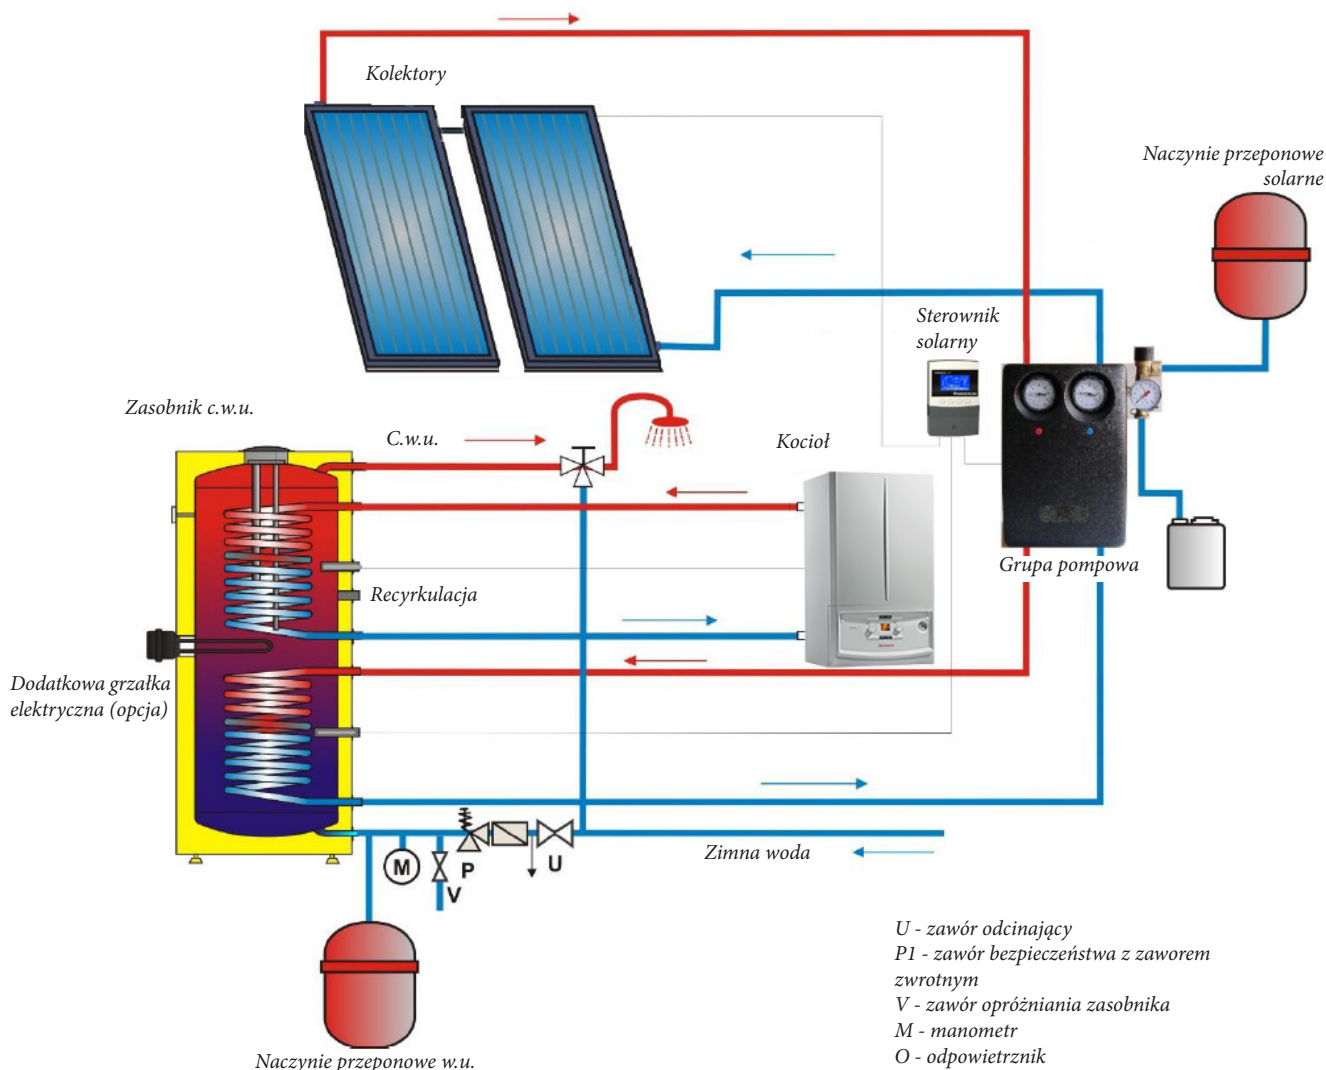 Kolektory
Naczynie przeponowe
solarne
Sterownik
solarny
Zasobnik c.w.u.
C.w.u.
Kocioł
Recyrkulacja
Grupa pompowa
Dodatkowa grzałka
elektryczna (opcja)
M
V
P
U
Zimna woda
Naczynie przeponowe w.u.
U - zawór odcinający
P1 - zawór bezpieczeństwa z zaworem
zwrotnym
V - zawór opróżniania zasobnika
M - manometr
O - odpowietrznik